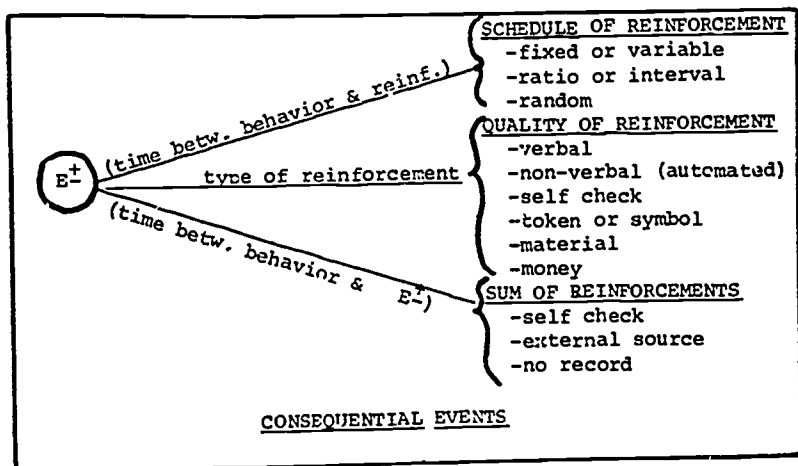 SCHEDULE OF REINFORCEMENT
-fixed or variable
-ratio or interval
-random
(time betw. behavior & reinf.)
QUALITY OF REINFORCEMENT
-verbal
-non-verbal (automated)
-self check
-token or symbol
-material
-money
E±
type of reinforcement
(time betw. behavior & E±)
SUM OF REINFORCEMENTS
-self check
-external source
-no record
CONSEQUENTIAL EVENTS